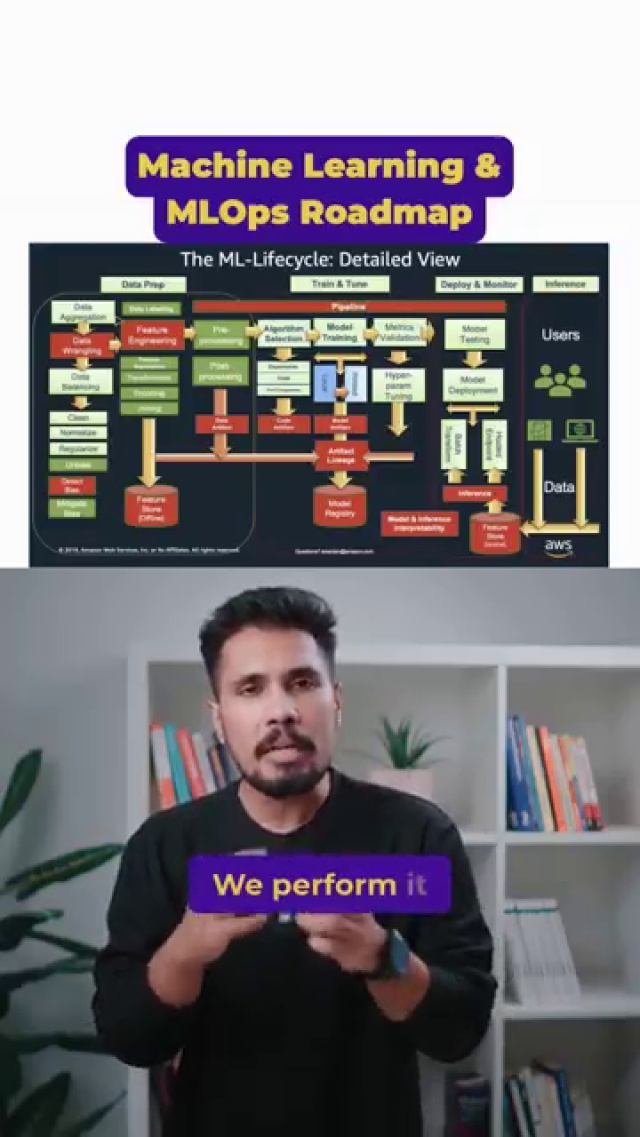 Machine Learning &
MLOps Roadmap
The ML-Lifecycle: Detailed View
Data Prep
Train & Tune
Deploy & Monitor
Inference
Pipeline
Data
Aggregation
Data Labeling
Data
Wrangling
Feature
Engineering
Pre-
processing
Algorithm
Selection
Model
Training
Metrics
Validation
Model
Testing
Users
Data
Balancing
Post
processing
Hyper-
param
Tuning
Model
Deployment
Clean
Normalize
Regularize
Unbias
Detect
Bias
Mitigate
Bias
Data
Artifact
Code
Artifact
Model
Artifact
Artifact
Lineage
Batch
Transform
Hosted
Endpoint
Data
Feature
Store
(Offline)
Model
Registry
Model & Inference
Interpretability
Inference
Feature
Store
aws
We perform it